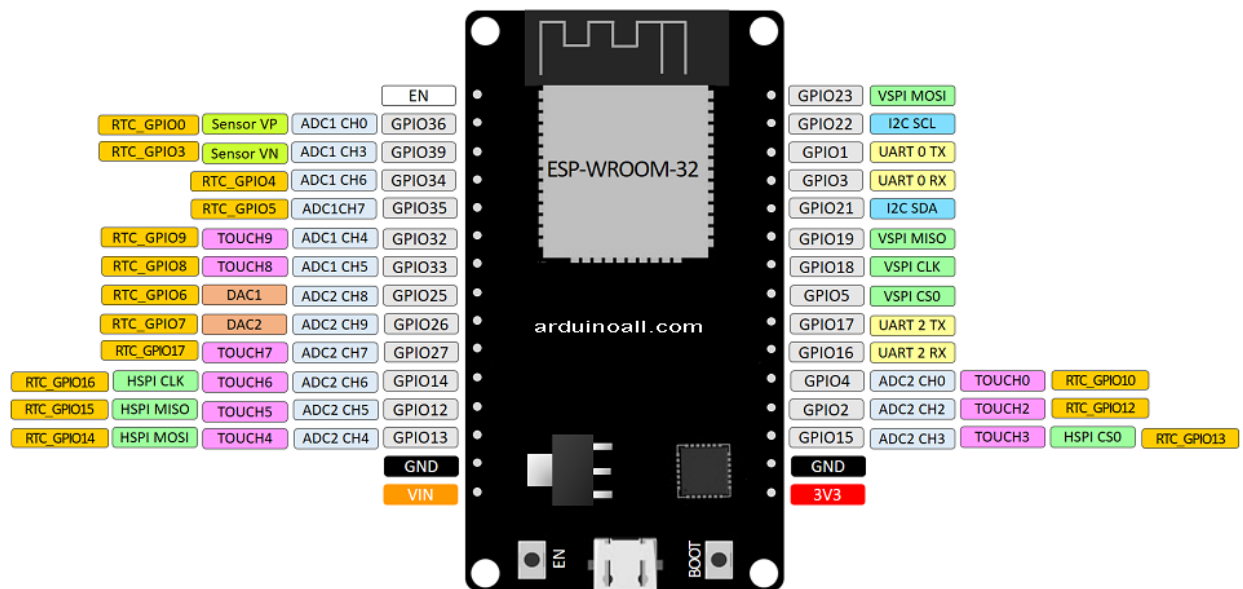 EN GPIO23 VSPI MOSI
RTC_GPIO0 Sensor VP ADC1 CH0 GPIO36 GPIO22 I2C SCL
RTC_GPIO3 Sensor VN ADC1 CH3 GPIO39 GPIO1 UART 0 TX
RTC_GPIO4 ADC1 CH6 GPIO34 ESP-WROOM-32 GPIO3 UART 0 RX
RTC_GPIO5 ADC1CH7 GPIO35 GPIO21 I2C SDA
RTC_GPIO9 TOUCH9 ADC1 CH4 GPIO32 GPIO19 VSPI MISO
RTC_GPIO8 TOUCH8 ADC1 CH5 GPIO33 GPIO18 VSPI CLK
RTC_GPIO6 DAC1 ADC2 CH8 GPIO25 GPIO5 VSPI CS0
RTC_GPIO7 DAC2 ADC2 CH9 GPIO26 arduinoall.com GPIO17 UART 2 TX
RTC_GPIO17 TOUCH7 ADC2 CH7 GPIO27 GPIO16 UART 2 RX
RTC_GPIO16 HSPI CLK TOUCH6 ADC2 CH6 GPIO14 GPIO4 ADC2 CH0 TOUCH0 RTC_GPIO10
RTC_GPIO15 HSPI MISO TOUCH5 ADC2 CH5 GPIO12 GPIO2 ADC2 CH2 TOUCH2 RTC_GPIO12
RTC_GPIO14 HSPI MOSI TOUCH4 ADC2 CH4 GPIO13 GPIO15 ADC2 CH3 TOUCH3 HSPI CS0 RTC_GPIO13
GND GND
VIN 3V3
EN BOOT